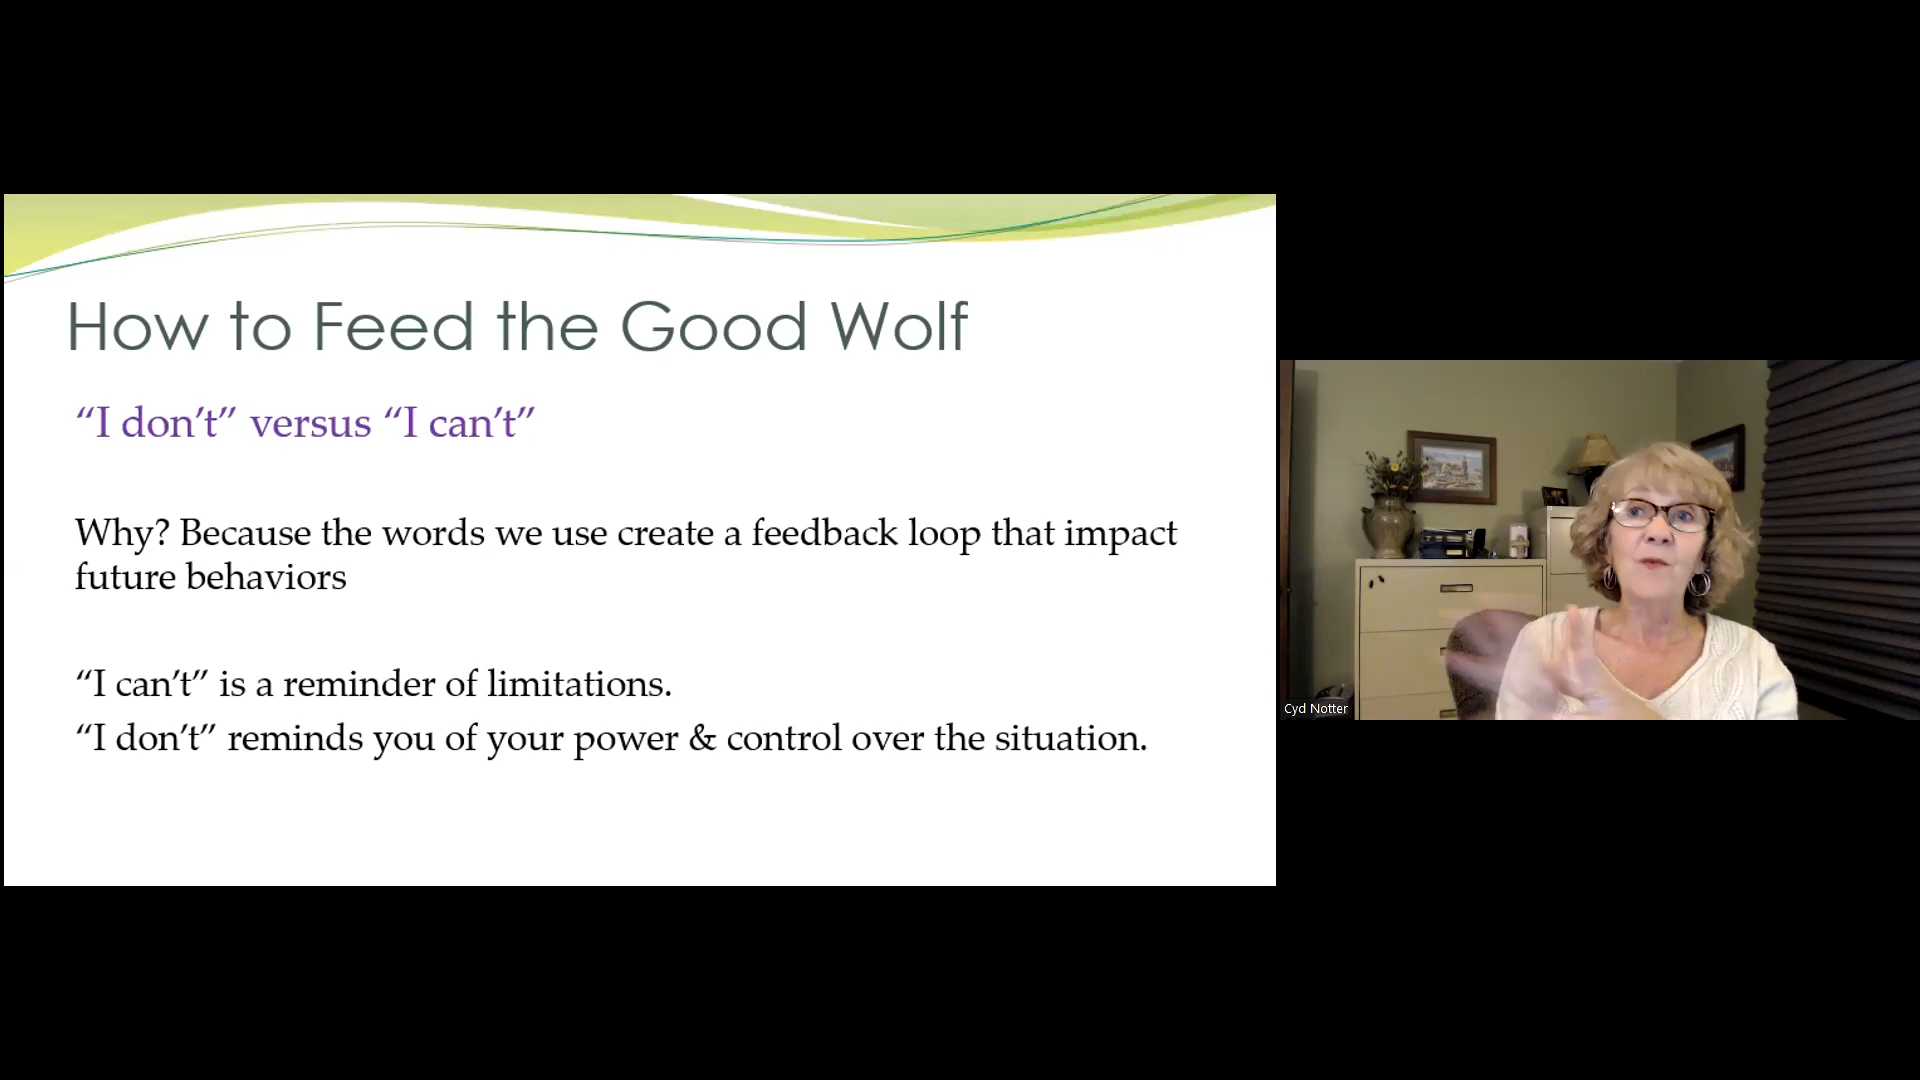 How to Feed the Good Wolf
“I don’t” versus “I can’t”
Why? Because the words we use create a feedback loop that impact
future behaviors
“I can’t” is a reminder of limitations.
“I don’t” reminds you of your power & control over the situation.
Cyd Notter